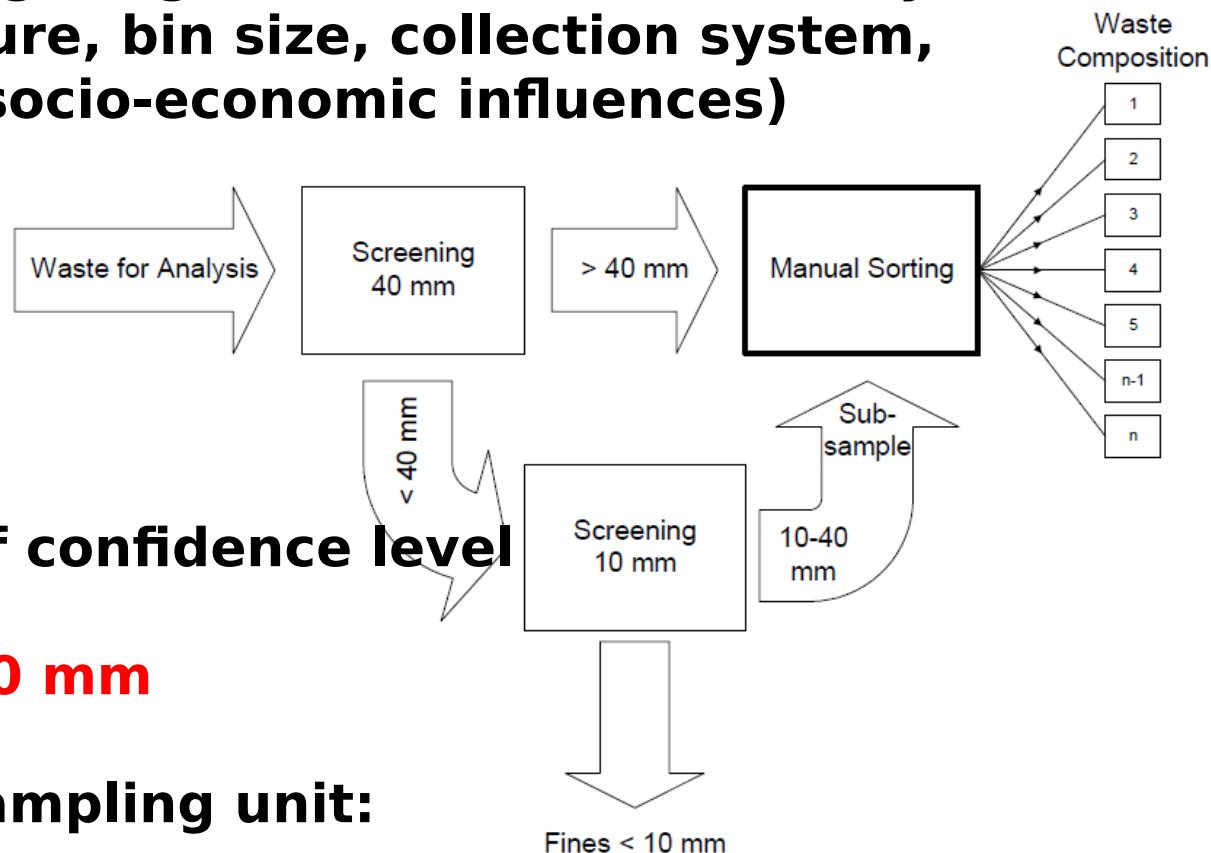 ure, bin size, collection system,
socio-economic influences)
Waste
Composition
1
2
3
4
5
n-1
n
Waste for Analysis
Screening
40 mm
> 40 mm
Manual Sorting
< 40 mm
Sub-
sample
Screening
10 mm
10-40
mm
f confidence level
0 mm
ampling unit:
Fines < 10 mm